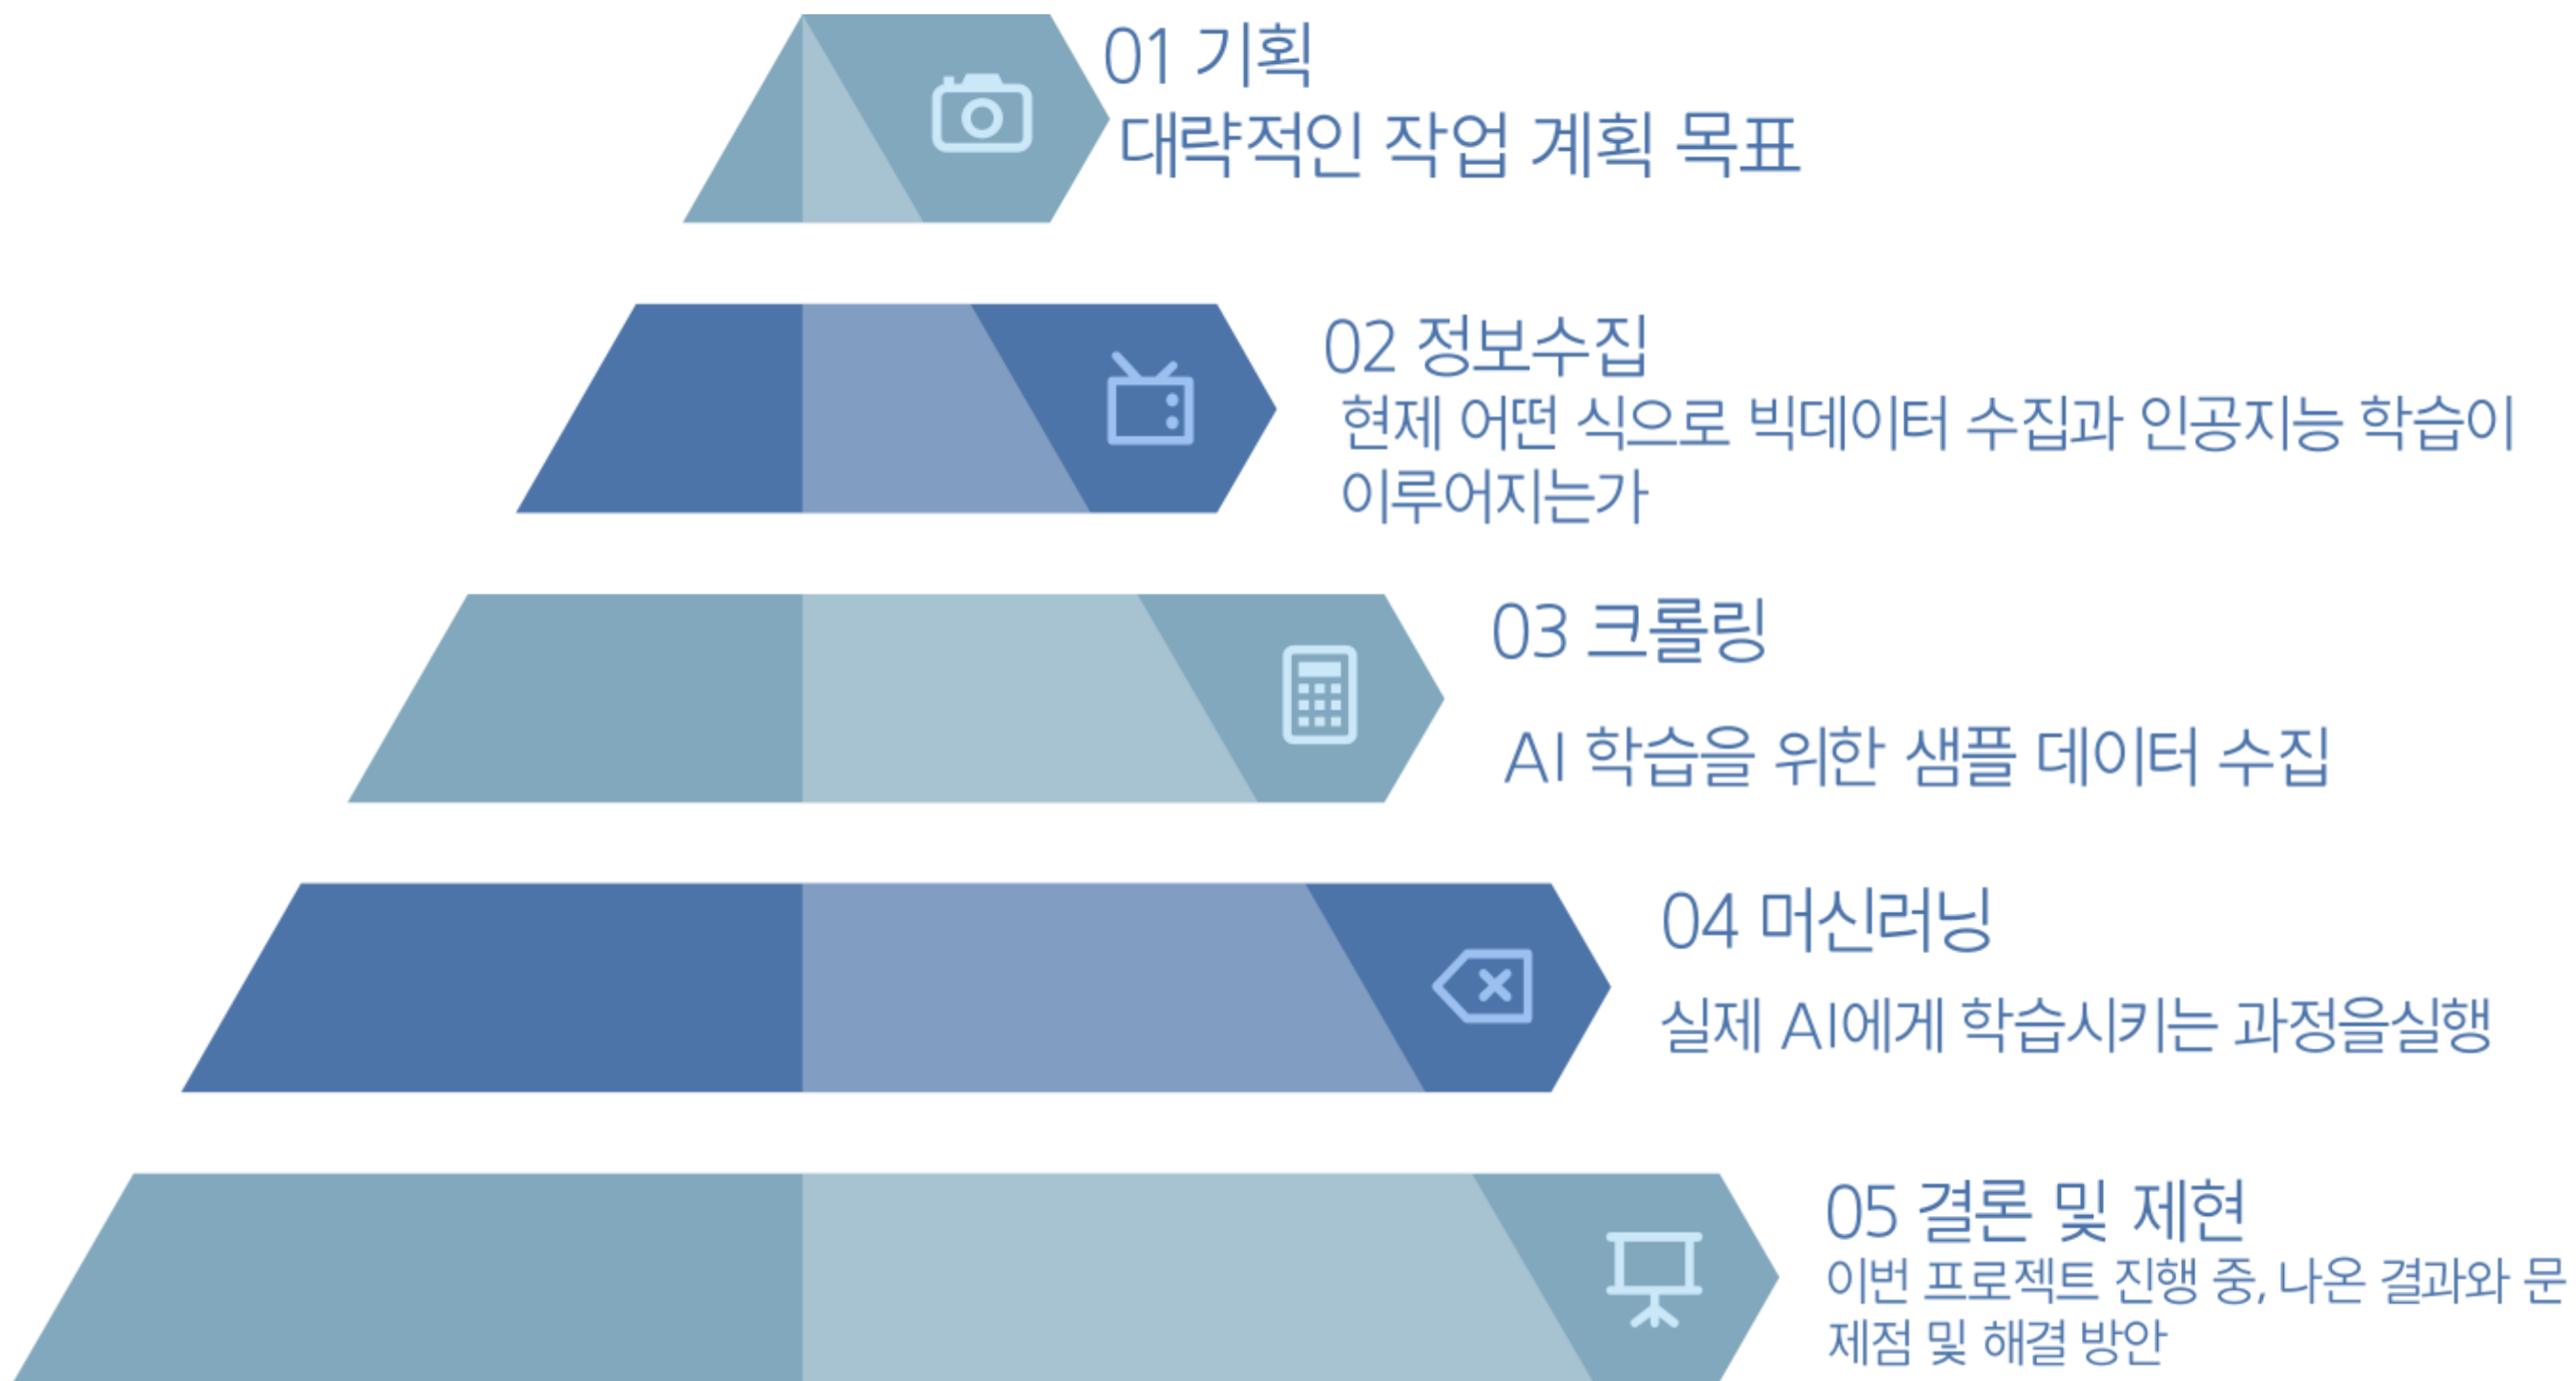 01 기획
대략적인 작업 계획 목표
02 정보수집
현제 어떤 식으로 빅데이터 수집과 인공지능 학습이
이루어지는가
03 크롤링
AI 학습을 위한 샘플 데이터 수집
04 머신러닝
실제 AI에게 학습시키는 과정을실행
05 결론 및 제현
이번 프로젝트 진행 중, 나온 결과와 문
제점 및 해결 방안